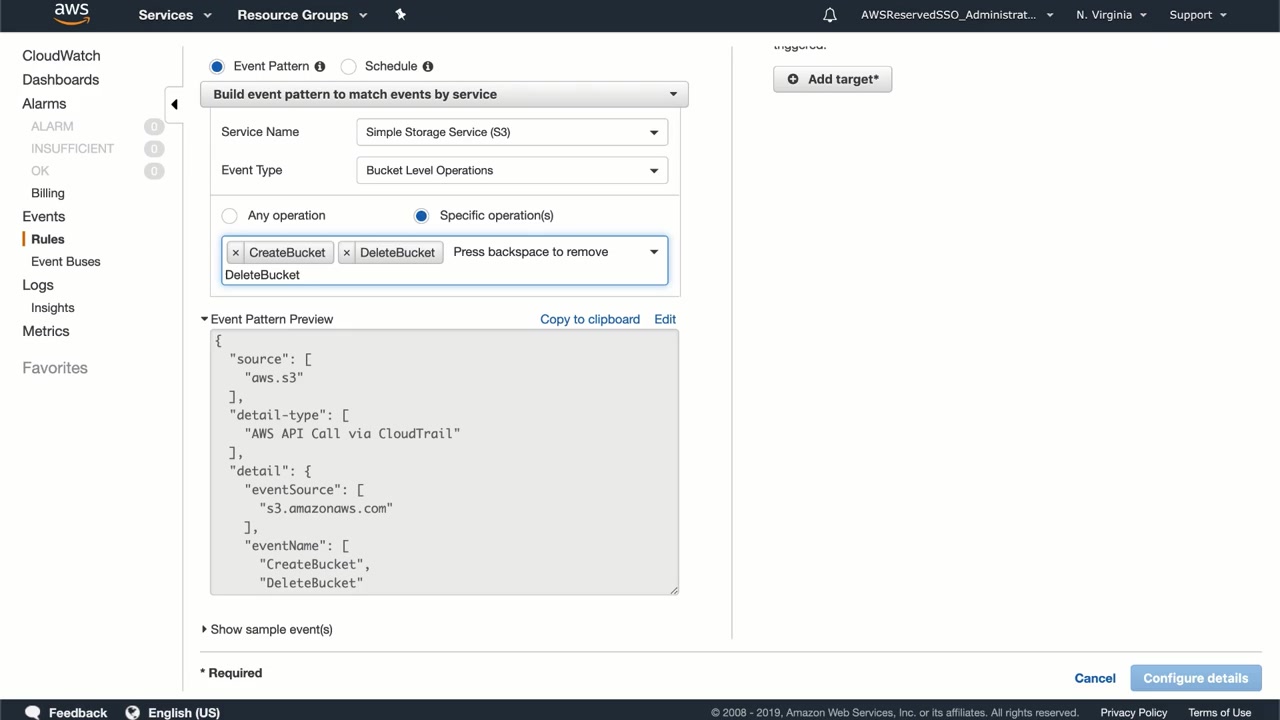 aws
Services
Resource Groups
AWSReservedSSO_Administrat...
N. Virginia
Support
CloudWatch
Dashboards
Alarms
ALARM 0
INSUFFICIENT 0
OK 0
Billing
Events
Rules
Event Buses
Logs
Insights
Metrics
Favorites
Event Pattern
Schedule
Build event pattern to match events by service
Service Name
Simple Storage Service (S3)
Event Type
Bucket Level Operations
Any operation
Specific operation(s)
× CreateBucket × DeleteBucket Press backspace to remove
DeleteBucket
Event Pattern Preview
Copy to clipboard
Edit
{
"source": [
"aws.s3"
],
"detail-type": [
"AWS API Call via CloudTrail"
],
"detail": {
"eventSource": [
"s3.amazonaws.com"
],
"eventName": [
"CreateBucket",
"DeleteBucket"
Show sample event(s)
triggered.
Add target*
* Required
Cancel
Configure details
Feedback
English (US)
© 2008 - 2019, Amazon Web Services, Inc. or its affiliates. All rights reserved.
Privacy Policy
Terms of Use